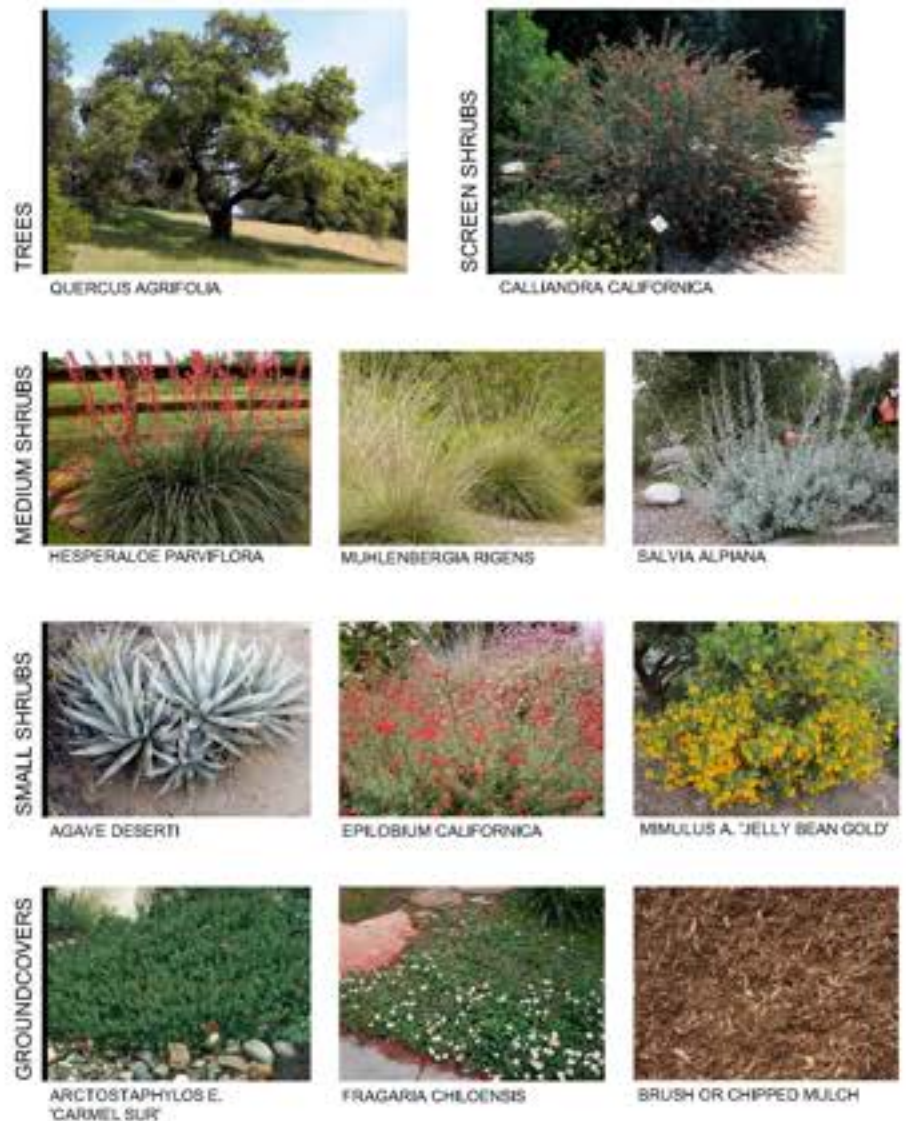 TREES
QUERCUS AGRIFOLIA
SCREEN SHRUBS
CALLIANDRA CALIFORNICA
MEDIUM SHRUBS
HESPERALOE PARVIFLORA
MUHLENBERGIA RIGENS
SALVIA ALPIANA
SMALL SHRUBS
AGAVE DESERTI
EPILOBIUM CALIFORNICA
MIMULUS A. "JELLY BEAN GOLD'
GROUNDCOVERS
ARCTOSTAPHYLOS E.
'CARMEL SUR'
FRAGARIA CHILOENSIS
BRUSH OR CHIPPED MULCH